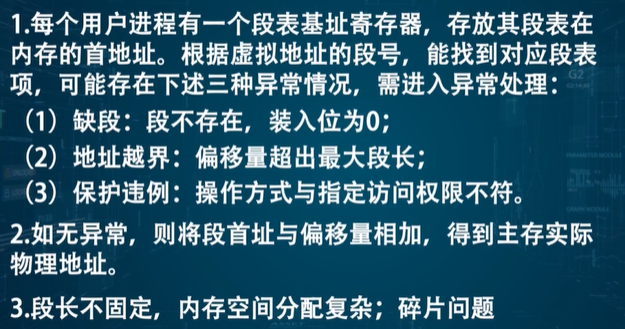 1.每个用户进程有一个段表基址寄存器，存放其段表在
内存的首地址。根据虚拟地址的段号，能找到对应段表
项，可能存在下述三种异常情况，需进入异常处理：
（1）缺段：段不存在，装入位为0；
（2）地址越界：偏移量超出最大段长；
（3）保护违例：操作方式与指定访问权限不符。
2.如无异常，则将段首址与偏移量相加，得到主存实际
物理地址。
3.段长不固定，内存空间分配复杂；碎片问题
G2